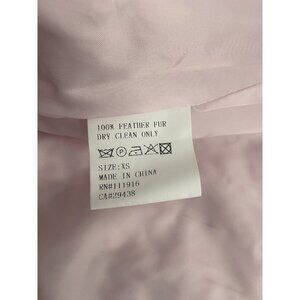 100% FEATHER FUR
DRY CLEAN ONLY
P
SIZE:XS
MADE IN CHINA
RN#111916
CA#29438